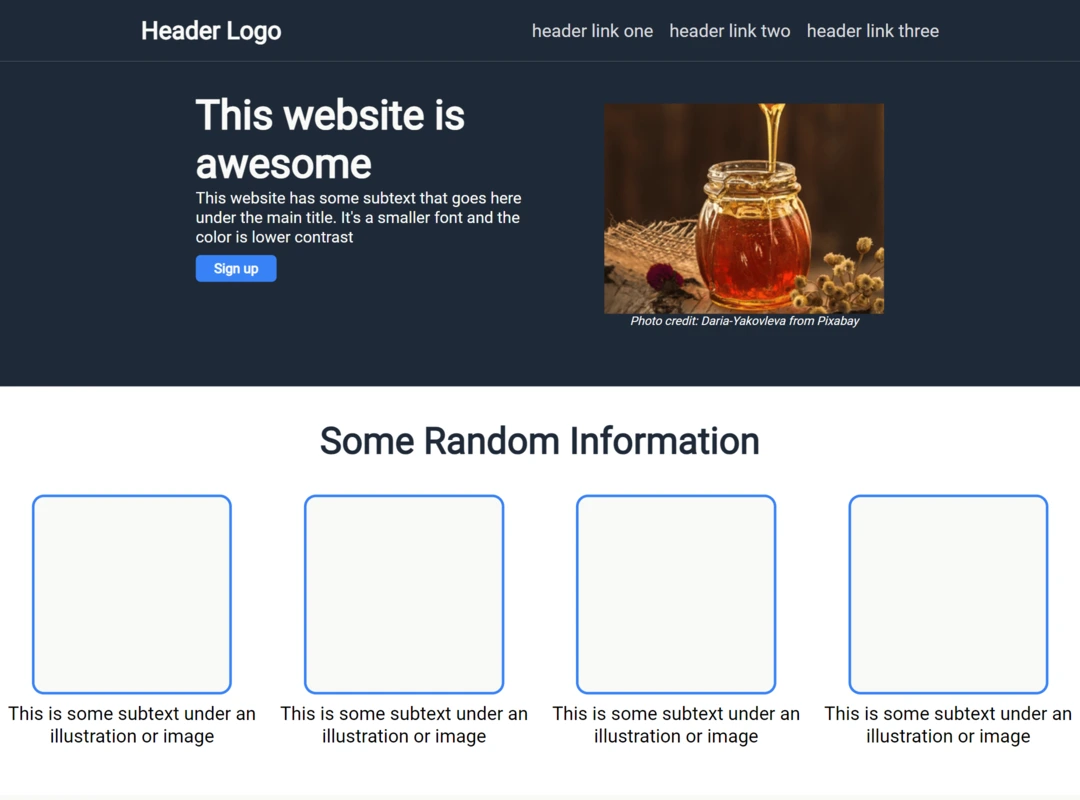 Header Logo
header link one header link two header link three
This website is
awesome
This website has some subtext that goes here
under the main title. It's a smaller font and the
color is lower contrast
Sign up
Photo credit: Daria-Yakovleva from Pixabay
Some Random Information
This is some subtext under an
illustration or image
This is some subtext under an
illustration or image
This is some subtext under an
illustration or image
This is some subtext under an
illustration or image